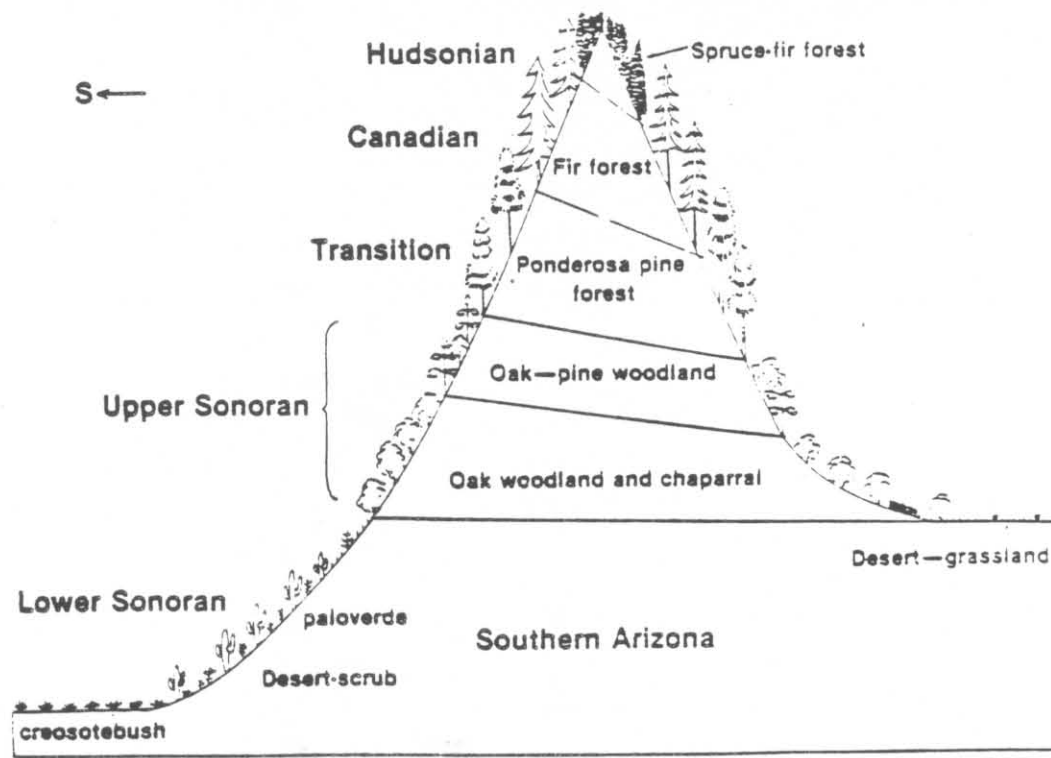 Hudsonian
Spruce-fir forest
S
Canadian
Fir forest
Transition
Ponderosa pine
forest
Oak—pine woodland
Upper Sonoran
Oak woodland and chaparral
Desert—grassland
Lower Sonoran
paloverde
Southern Arizona
Desert-scrub
creosotebush